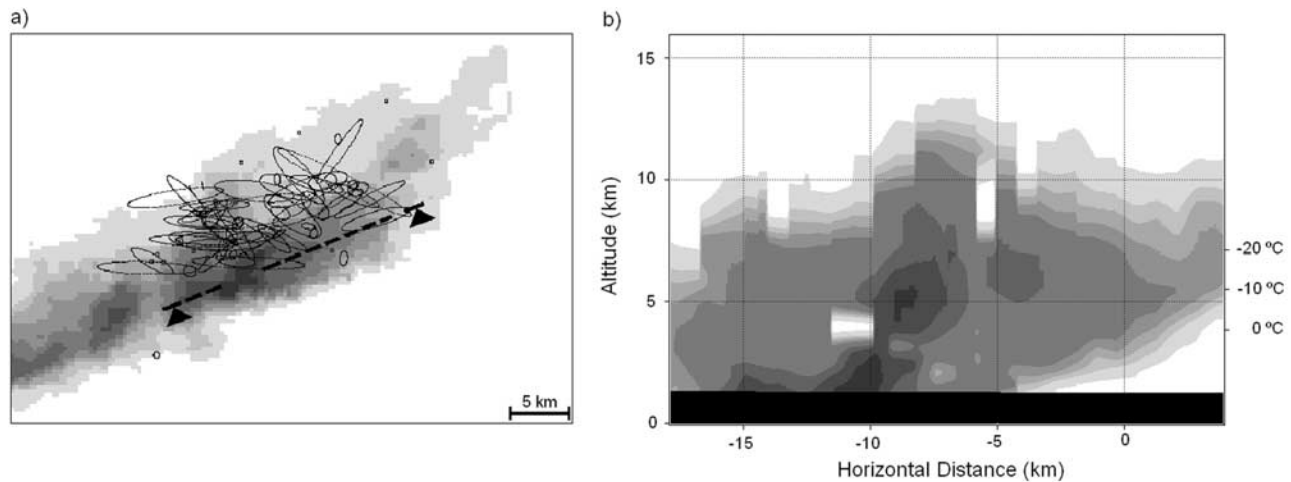 a)
5 km
b)
15
10
5
0
Altitude (km)
-20 ºC
-10 ºC
0 ºC
-15
-10
-5
0
Horizontal Distance (km)